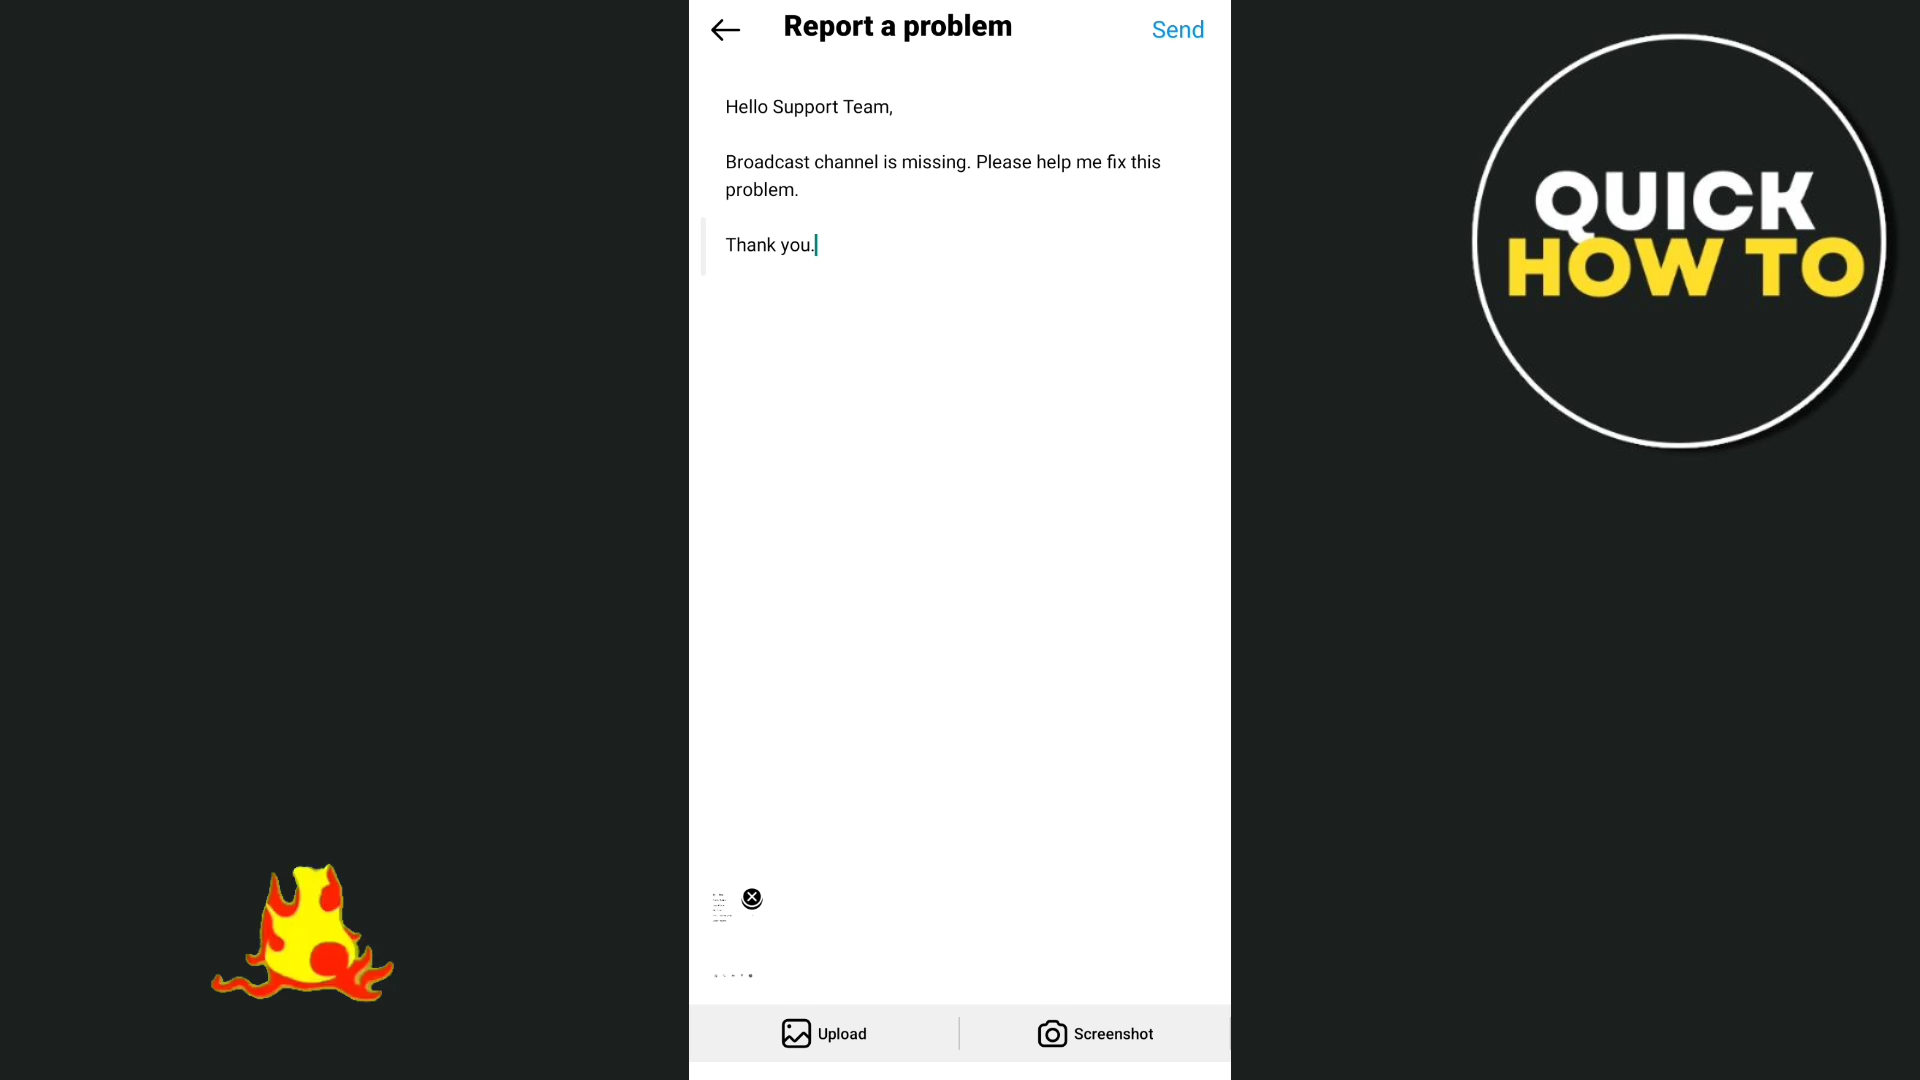 Report a problem
Send
Hello Support Team,
Broadcast channel is missing. Please help me fix this
problem.
Thank you.
QUICK
HOW TO
Upload
Screenshot